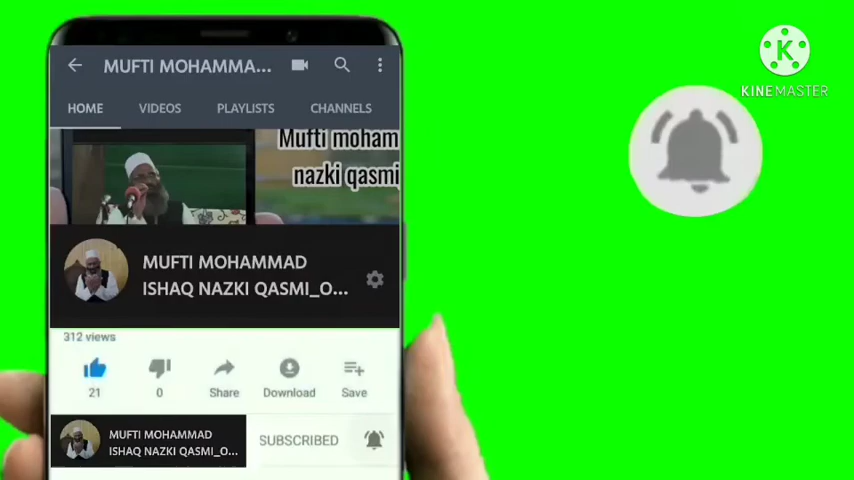 MUFTI MOHAMMA...
HOME VIDEOS PLAYLISTS CHANNELS
Mufti moham
nazki qasmi
MUFTI MOHAMMAD
ISHAQ NAZKI QASMI_O...
312 views
21 0 Share Download Save
MUFTI MOHAMMAD
ISHAQ NAZKI QASMI_O...
SUBSCRIBED
K
KINEMASTER